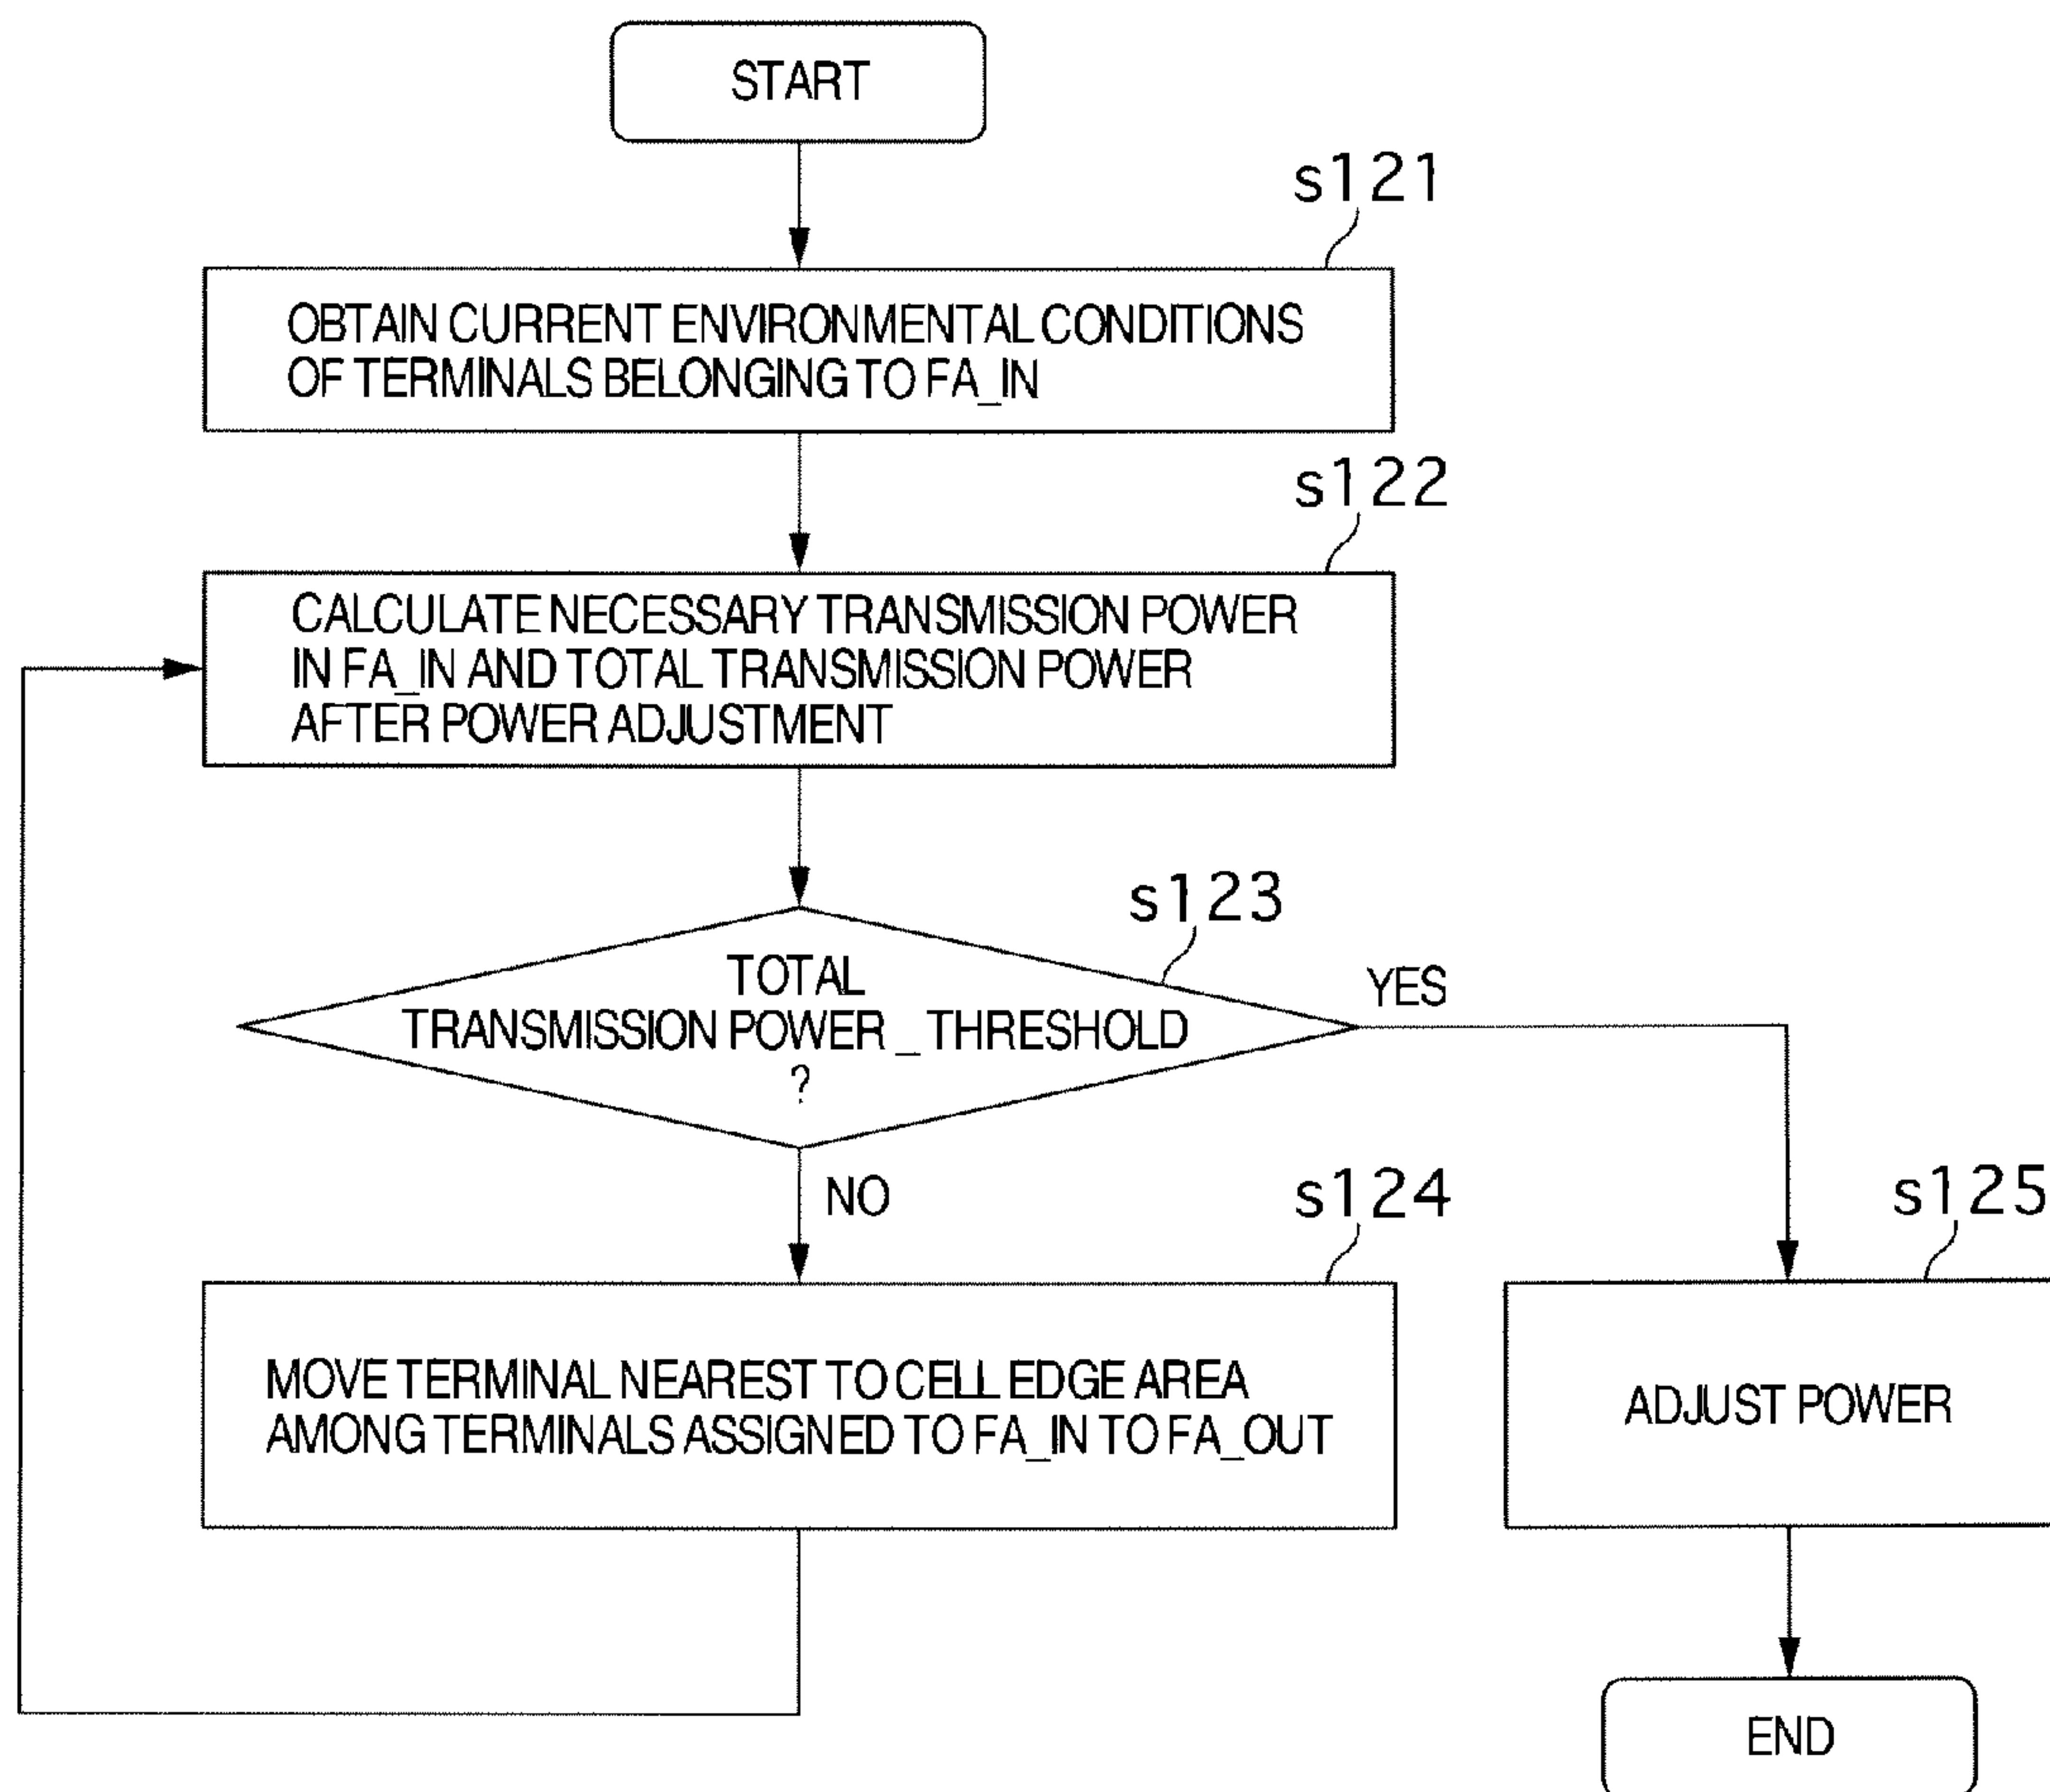 START
s121
OBTAIN CURRENT ENVIRONMENTAL CONDITIONS
OF TERMINALS BELONGING TO FA_IN
s122
CALCULATE NECESSARY TRANSMISSION POWER
IN FA_IN AND TOTAL TRANSMISSION POWER
AFTER POWER ADJUSTMENT
s123
TOTAL
TRANSMISSION POWER _ THRESHOLD
?
YES
NO
s124
MOVE TERMINAL NEAREST TO CELL EDGE AREA
AMONG TERMINALS ASSIGNED TO FA_IN TO FA_OUT
s125
ADJUST POWER
END